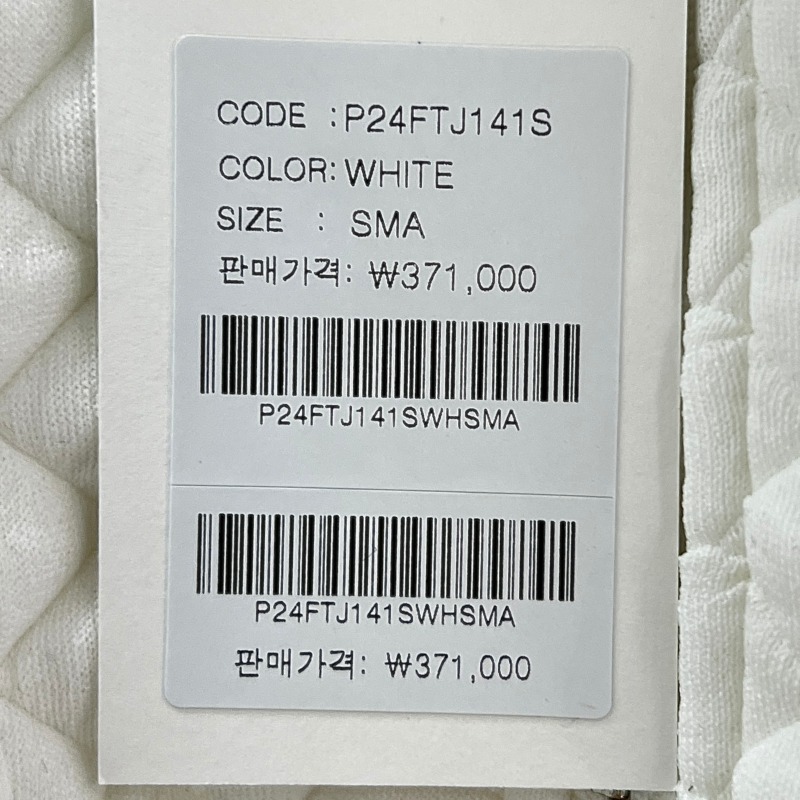 CODE : P24FTJ141S
COLOR: WHITE
SIZE : SMA
판매가격: ₩371,000
P24FTJ141SWHSMA
P24FTJ141SWHSMA
판매가격: ₩371,000